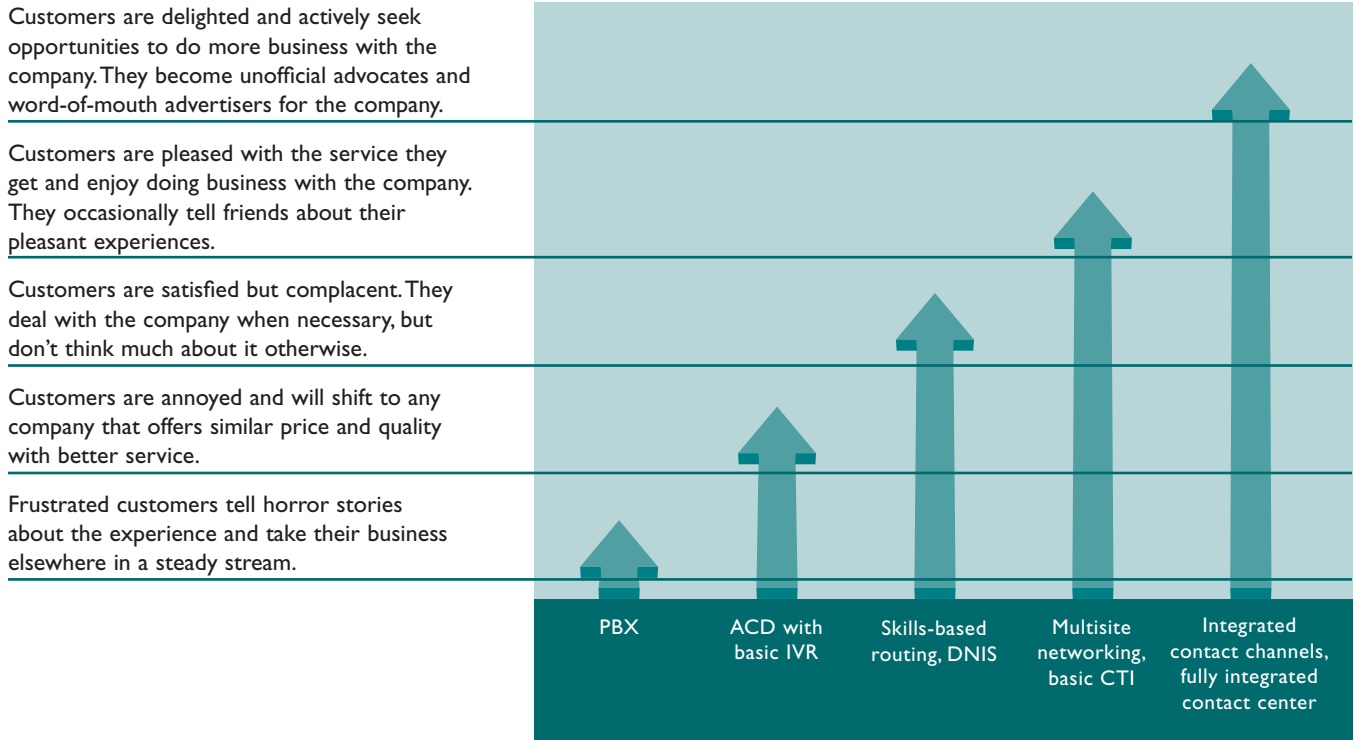 Customers are delighted and actively seek
opportunities to do more business with the
company. They become unofficial advocates and
word-of-mouth advertisers for the company.
Customers are pleased with the service they
get and enjoy doing business with the company.
They occasionally tell friends about their
pleasant experiences.
Customers are satisfied but complacent. They
deal with the company when necessary, but
don’t think much about it otherwise.
Customers are annoyed and will shift to any
company that offers similar price and quality
with better service.
Frustrated customers tell horror stories
about the experience and take their business
elsewhere in a steady stream.
PBX
ACD with
basic IVR
Skills-based
routing, DNIS
Multisite
networking,
basic CTI
Integrated
contact channels,
fully integrated
contact center